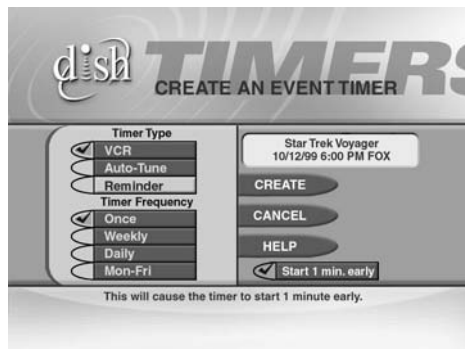 dish
TIMERS
CREATE AN EVENT TIMER
Timer Type
VCR
Auto-Tune
Reminder
Timer Frequency
Once
Weekly
Daily
Mon-Fri
Star Trek Voyager
10/12/99 6:00 PM FOX
CREATE
CANCEL
HELP
Start 1 min. early
This will cause the timer to start 1 minute early.